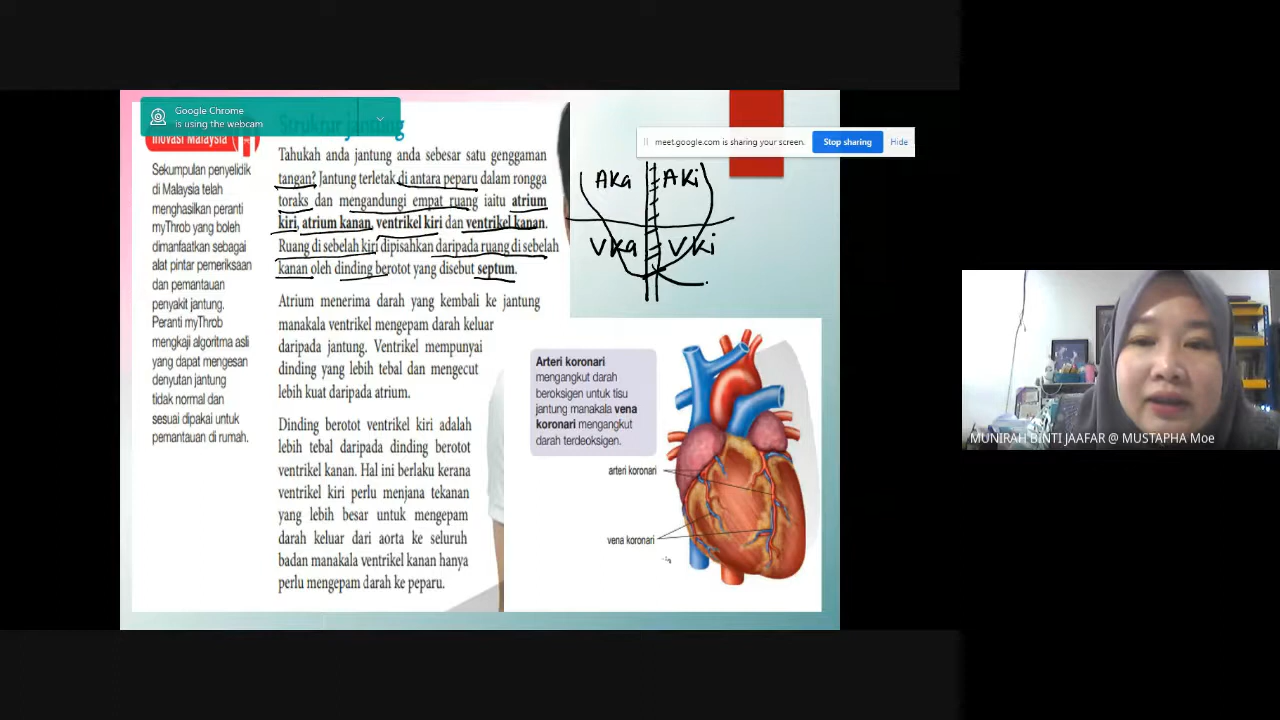 Google Chrome
is using the webcam
Struktur jantung
Inovasi Malaysia
Sekumpulan penyelidik
di Malaysia telah
menghasilkan peranti
myThrob yang boleh
dimanfaatkan sebagai
alat pintar pemeriksaan
dan pemantauan
penyakit jantung.
Peranti myThrob
mengkaji algoritma asli
yang dapat mengesan
denyutan jantung
tidak normal dan
sesuai dipakai untuk
pemantauan di rumah.
Tahukah anda jantung anda sebesar satu genggaman
tangan? Jantung terletak di antara peparu dalam rongga
toraks dan mengandungi empat ruang iaitu atrium
kiri, atrium kanan, ventrikel kiri dan ventrikel kanan.
Ruang di sebelah kiri dipisahkan daripada ruang di sebelah
kanan oleh dinding berotot yang disebut septum.
Atrium menerima darah yang kembali ke jantung
manakala ventrikel mengepam darah keluar
daripada jantung. Ventrikel mempunyai
dinding yang lebih tebal dan mengecut
lebih kuat daripada atrium.
Dinding berotot ventrikel kiri adalah
lebih tebal daripada dinding berotot
ventrikel kanan. Hal ini berlaku kerana
ventrikel kiri perlu menjana tekanan
yang lebih besar untuk mengepam
darah keluar dari aorta ke seluruh
badan manakala ventrikel kanan hanya
perlu mengepam darah ke peparu.
meet.google.com is sharing your screen.
Stop sharing
Hide
AKa AKi
VKa VKi
Arteri koronari
mengangkut darah
beroksigen untuk tisu
jantung manakala vena
koronari mengangkut
darah terdeoksigen.
arteri koronari
vena koronari
MUNIRAH BINTI JAAFAR @ MUSTAPHA Moe